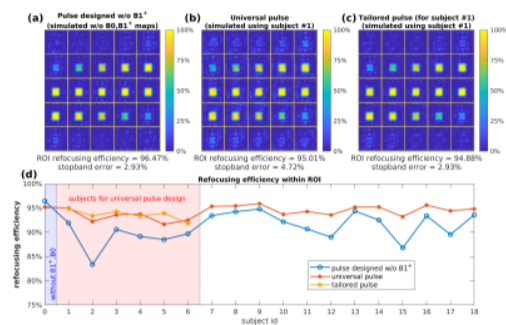 (a) Pulse designed w/o B1+
(simulated w/o B0,B1+ maps)
100%
75%
50%
25%
0%
ROI refocusing efficiency = 96.47%
stopband error = 2.93%
(b) Universal pulse
(simulated using subject #1)
100%
75%
50%
25%
0%
ROI refocusing efficiency = 95.01%
stopband error = 4.72%
(c) Tailored pulse (for subject #1)
(simulated using subject #1)
100%
75%
50%
25%
0%
ROI refocusing efficiency = 94.88%
stopband error = 2.93%
(d) Refocusing efficiency within ROI
100%
95%
90%
85%
80%
75%
refocusing efficiency
without B1+,B0
subjects for universal pulse design
pulse designed w/o B1+
universal pulse
tailored pulse
0 1 2 3 4 5 6 7 8 9 10 11 12 13 14 15 16 17 18
subject id